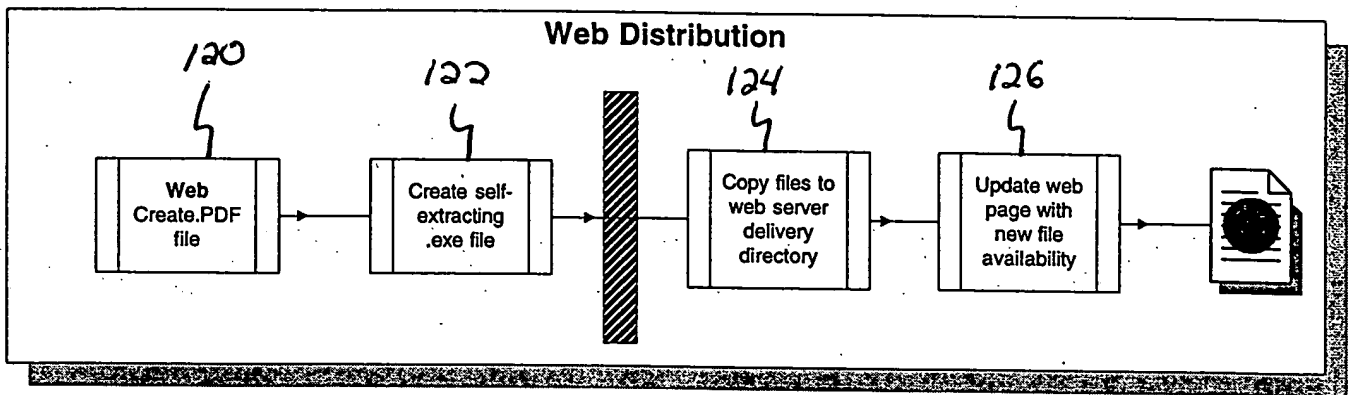 Web Distribution
120
122
124
126
Web
Create.PDF
file
Create self-
extracting
.exe file
Copy files to
web server
delivery
directory
Update web
page with
new file
availability